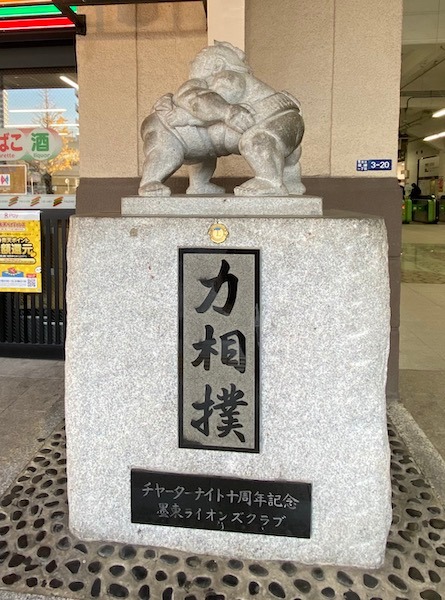 ばこ 酒
3-20
力相撲
チャーターナイト十周年記念
墨東ライオンズクラブ